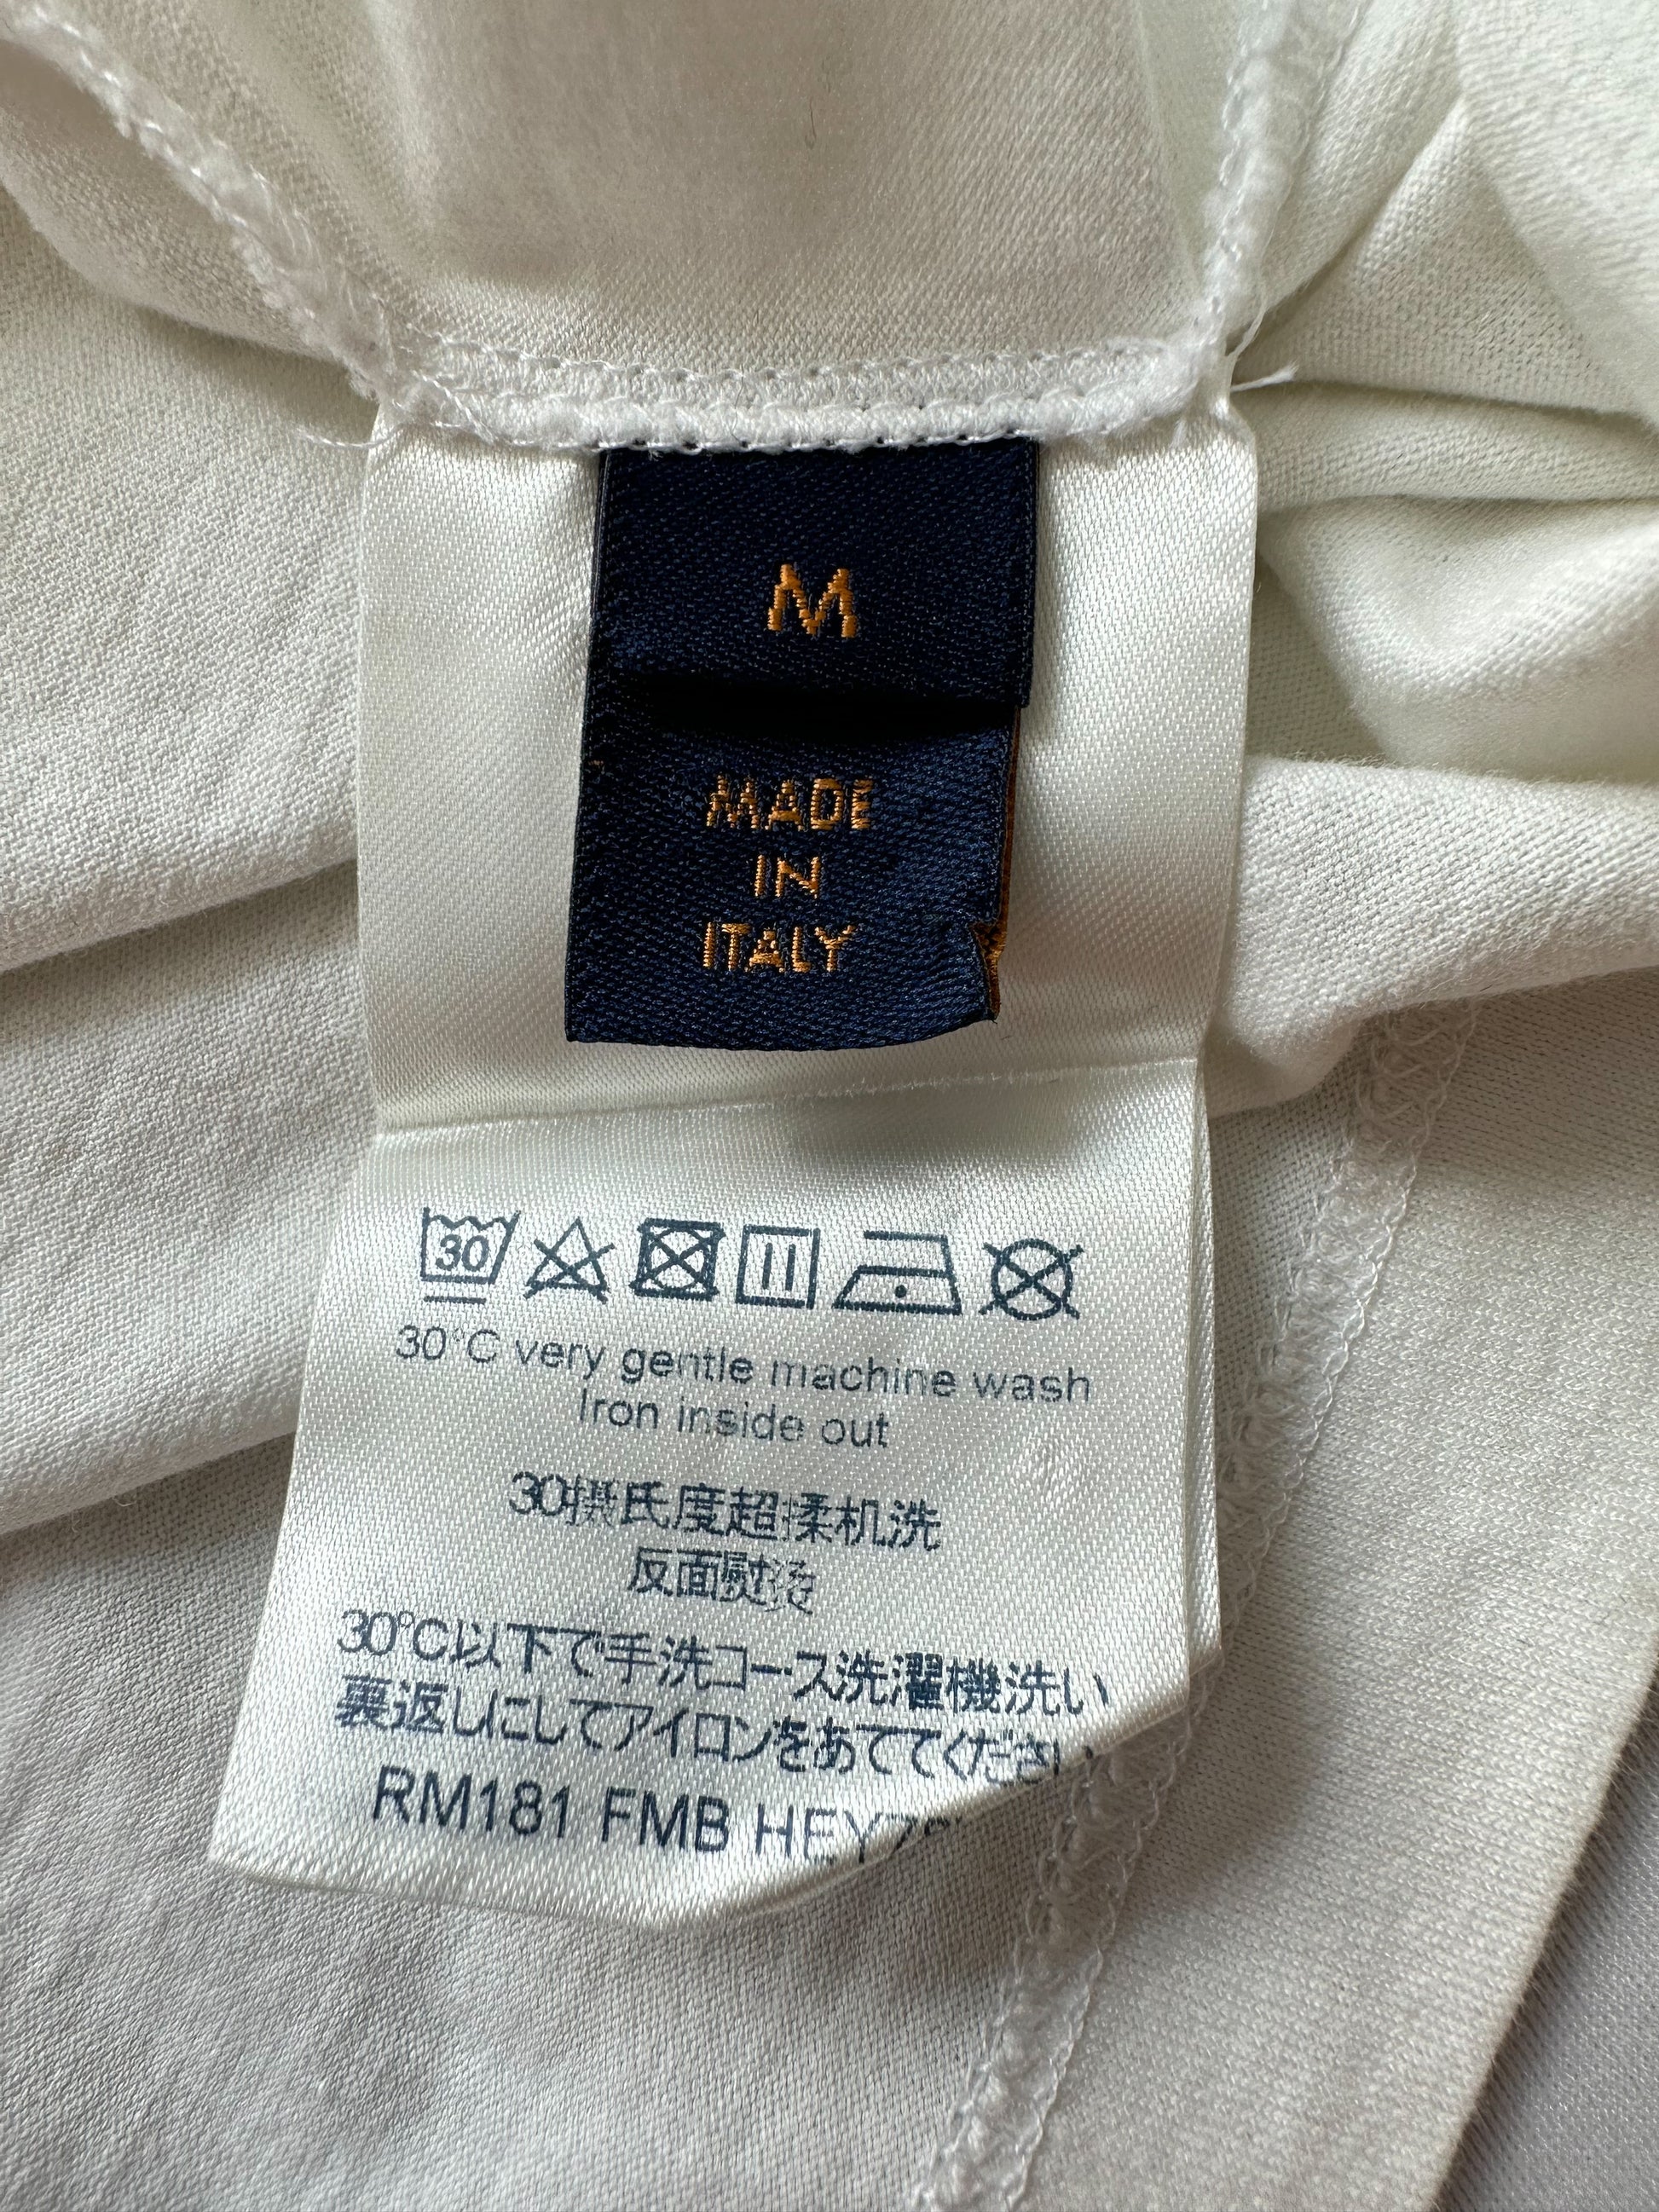 M
MADE
IN
ITALY
30
30°C very gentle machine wash
Iron inside out
30摄氏度超揉机洗
反面熨烫
30℃以下で手洗コース洗濯機洗い
裏返しにしてアイロンをあててください
RM181 FMB